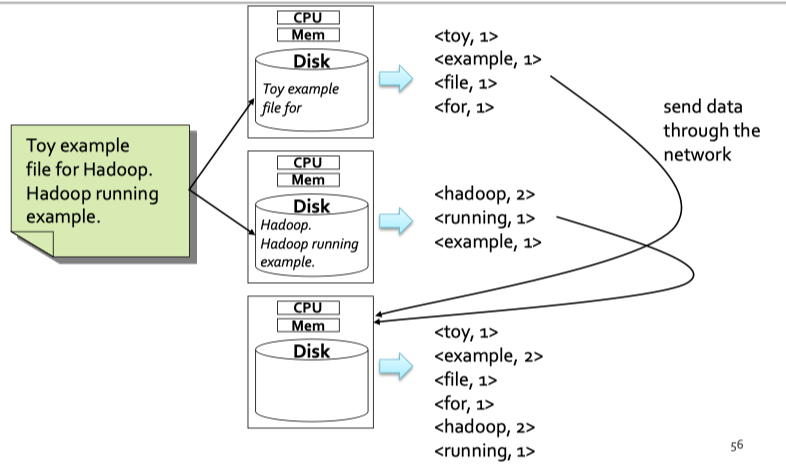 Toy example
file for Hadoop.
Hadoop running
example.
CPU
Mem
Disk
Toy example
file for
<toy, 1>
<example, 1>
<file, 1>
<for, 1>
send data
through the
network
CPU
Mem
Disk
Hadoop.
Hadoop running
example.
<hadoop, 2>
<running, 1>
<example, 1>
CPU
Mem
Disk
<toy, 1>
<example, 2>
<file, 1>
<for, 1>
<hadoop, 2>
<running, 1>
56